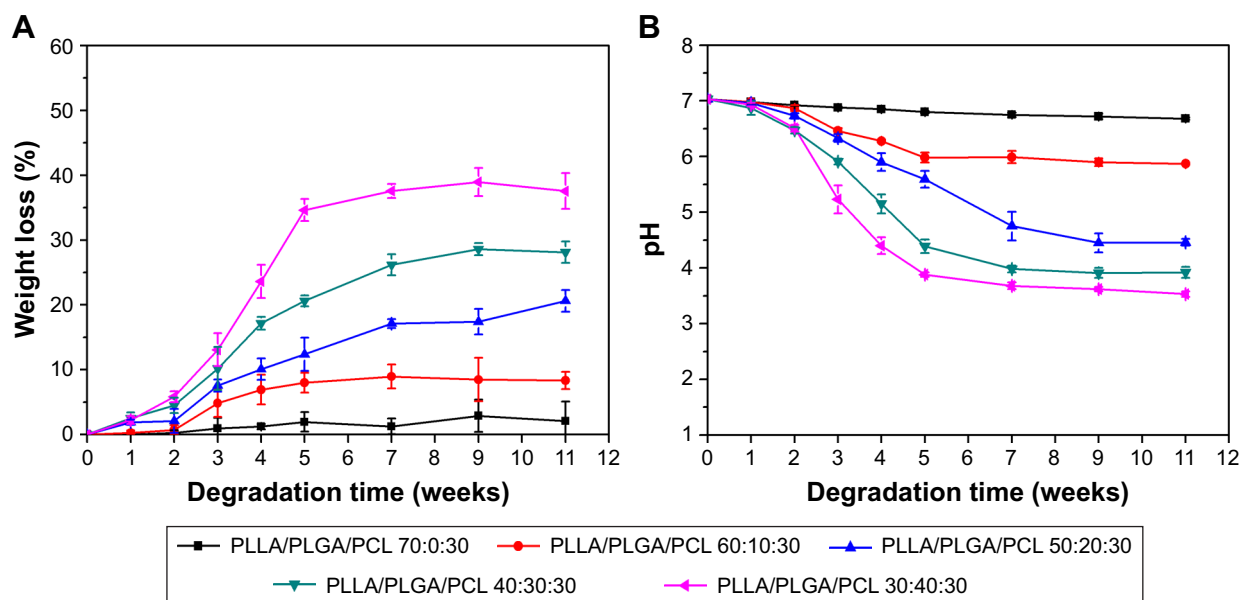 A
B
60
50
40
30
20
10
0
Weight loss (%)
0 1 2 3 4 5 6 7 8 9 10 11 12
Degradation time (weeks)
8
7
6
5
4
3
2
1
pH
0 1 2 3 4 5 6 7 8 9 10 11 12
Degradation time (weeks)
PLLA/PLGA/PCL 70:0:30 PLLA/PLGA/PCL 60:10:30 PLLA/PLGA/PCL 50:20:30
PLLA/PLGA/PCL 40:30:30 PLLA/PLGA/PCL 30:40:30